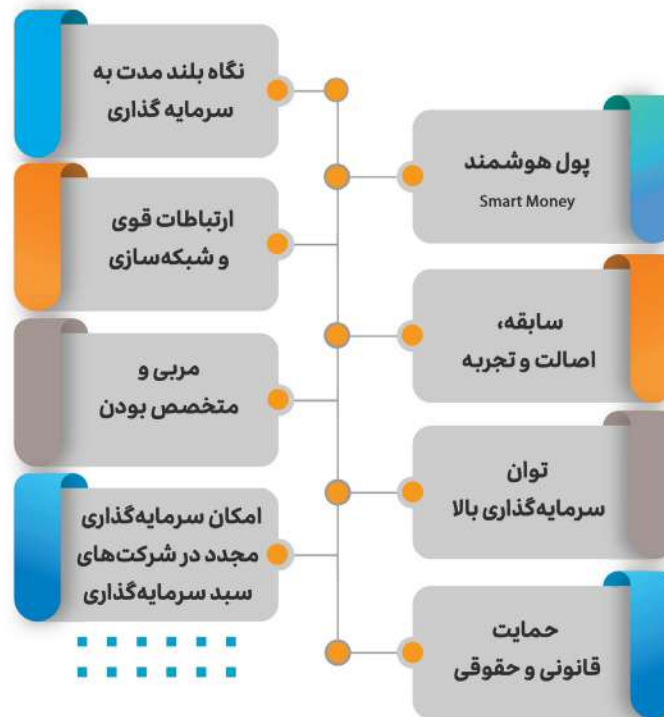 نگاه بلند مدت به
سرمایه گذاری
پول هوشمند
Smart Money
ارتباطات قوی
و شبکه‌سازی
سابقه،
اصالت و تجربه
مربی و
متخصص بودن
توان
سرمایه‌گذاری بالا
امکان سرمایه‌گذاری
مجدد در شرکت‌های
سبد سرمایه‌گذاری
حمایت
قانونی و حقوقی